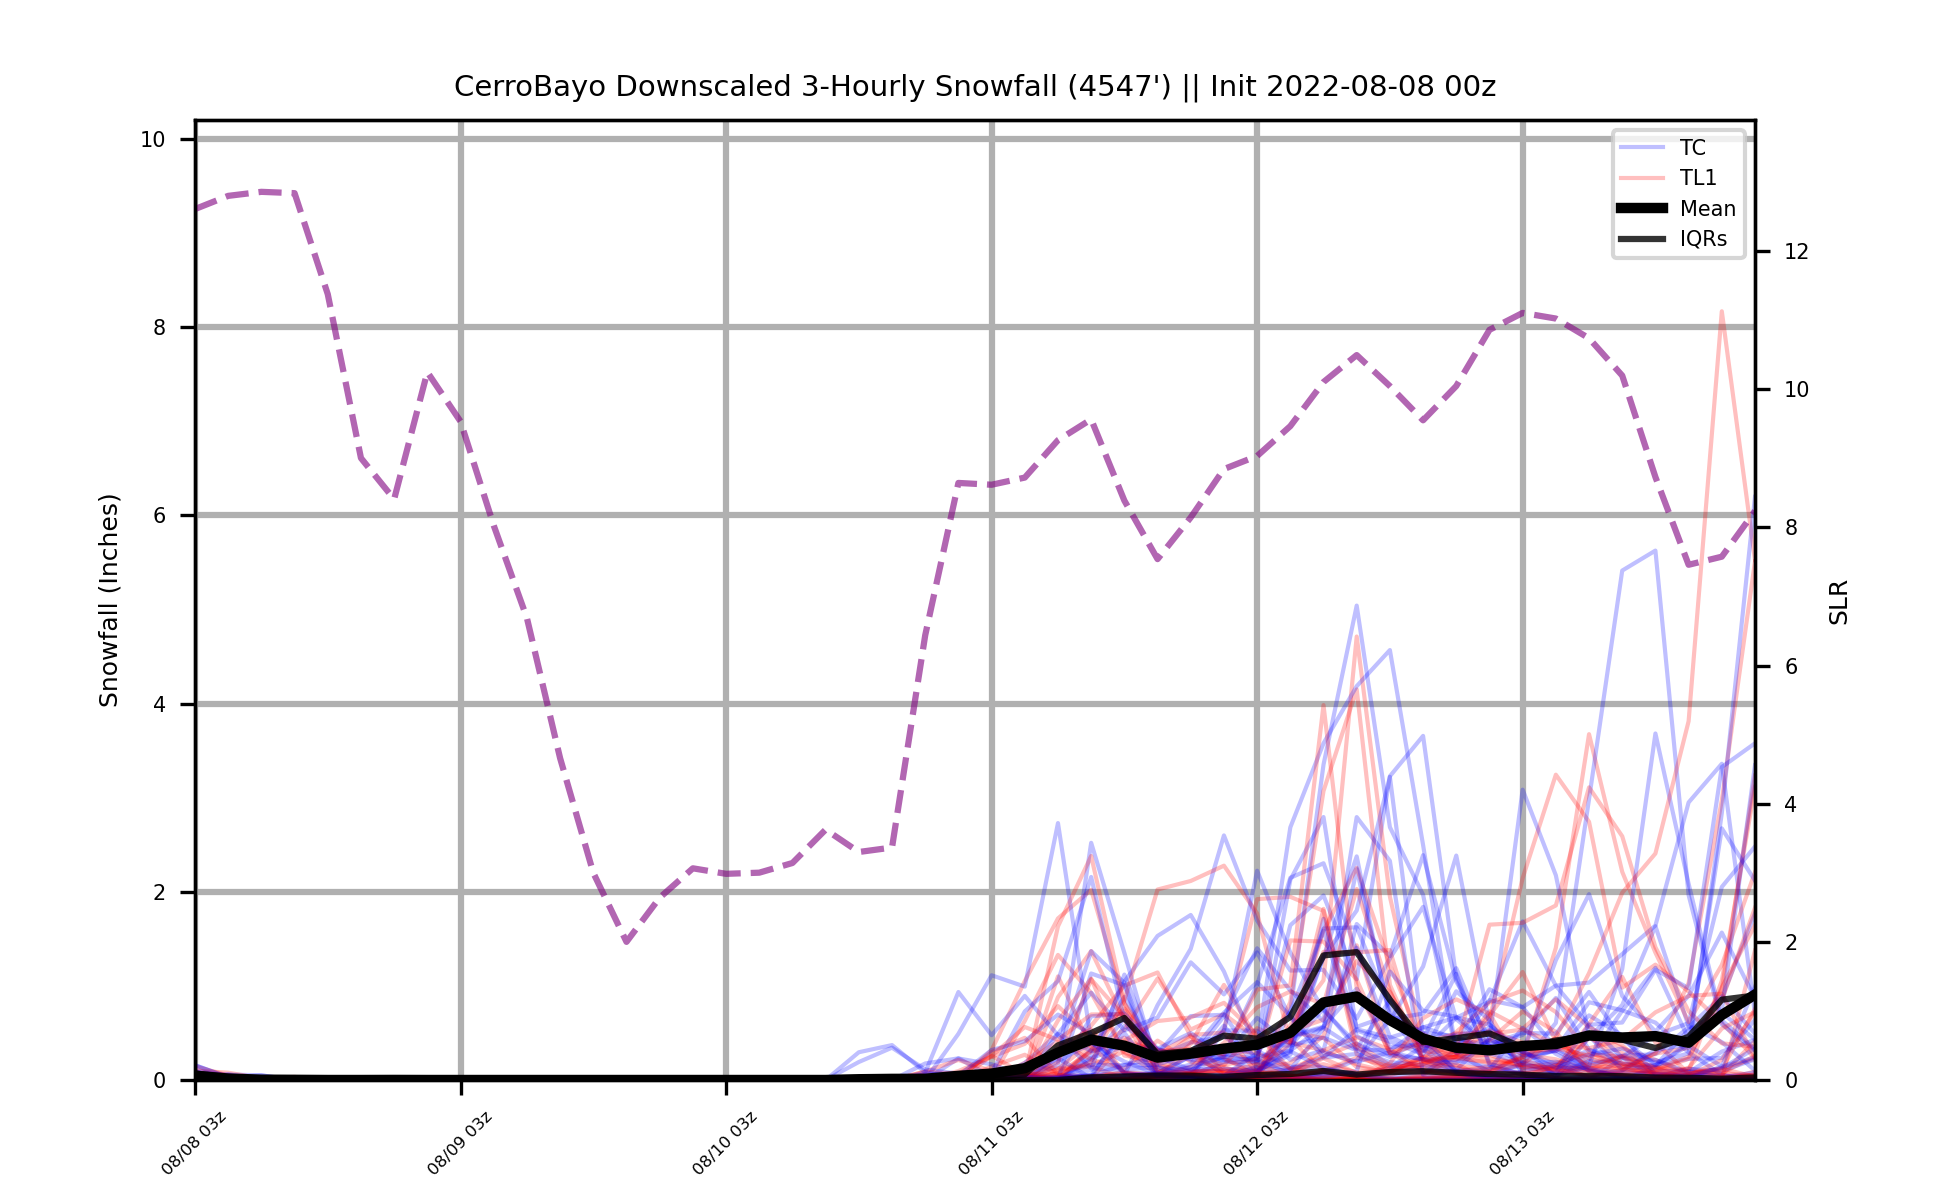 CerroBayo Downscaled 3-Hourly Snowfall (4547') || Init 2022-08-08 00z
TC
TL1
Mean
IQRs
10
8
6
4
2
0
Snowfall (Inches)
12
10
8
6
4
2
0
SLR
08/08 03z
08/09 03z
08/10 03z
08/11 03z
08/12 03z
08/13 03z